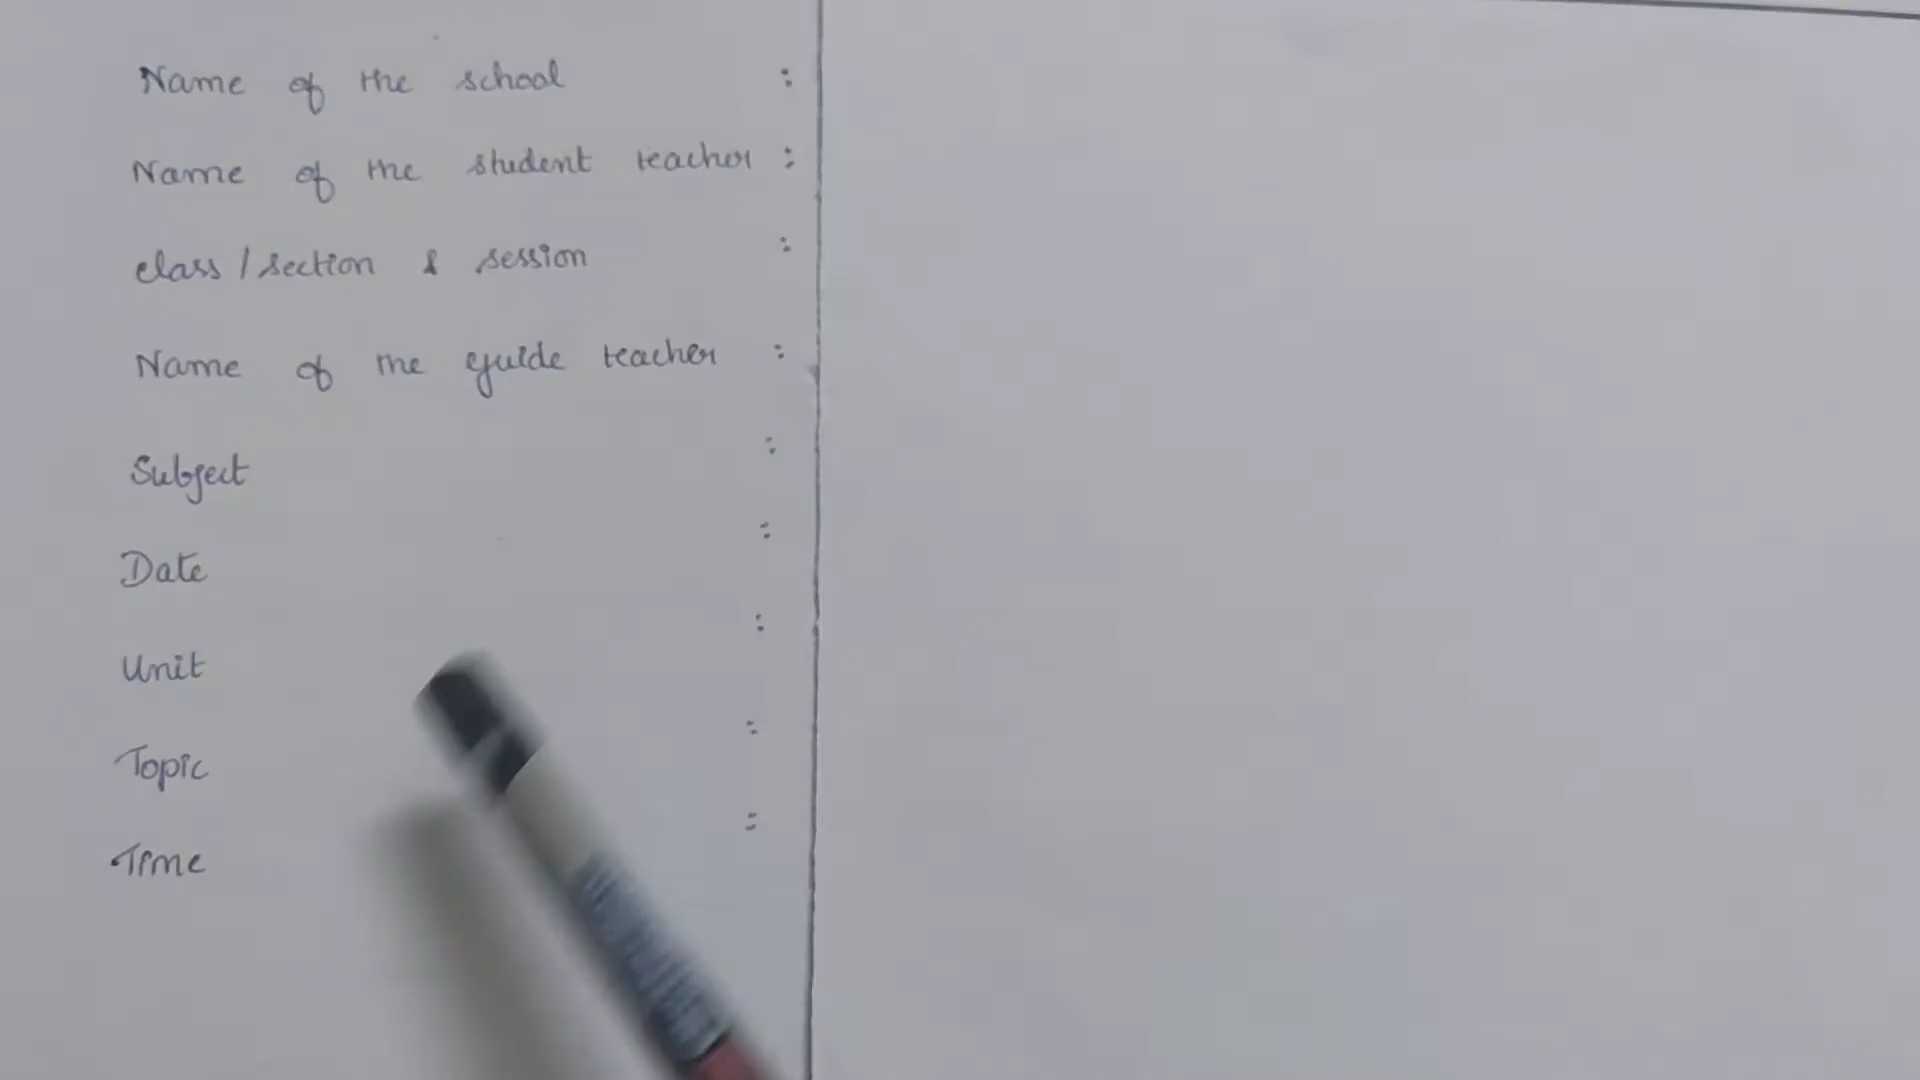 Name of the school :
Name of the student teacher :
class / section & session :
Name of the guide teacher :
Subject :
Date :
Unit :
Topic :
Time :